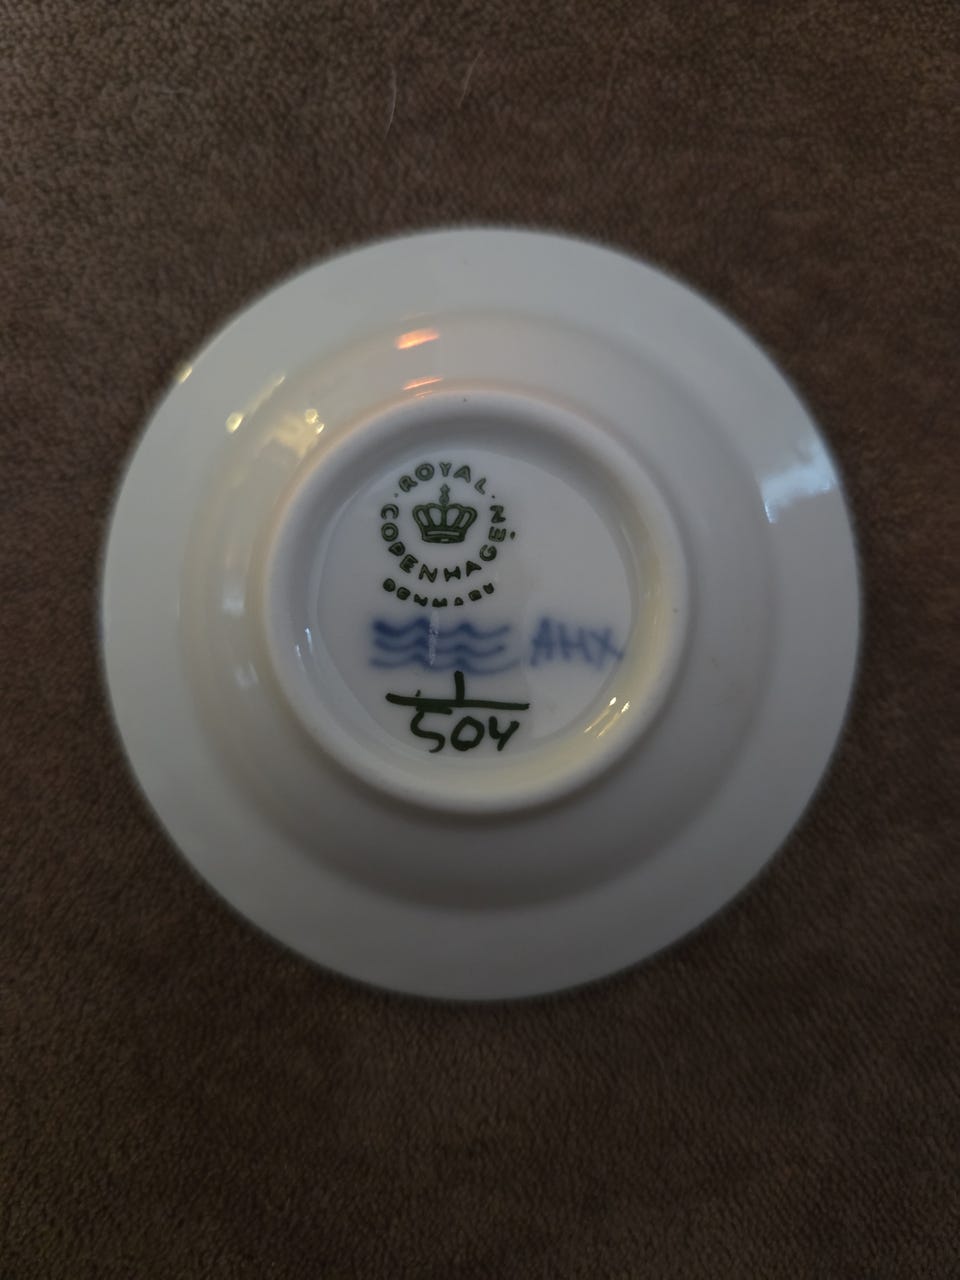 ROYAL
COPENHAGEN
DENMARK
AHX
1
504